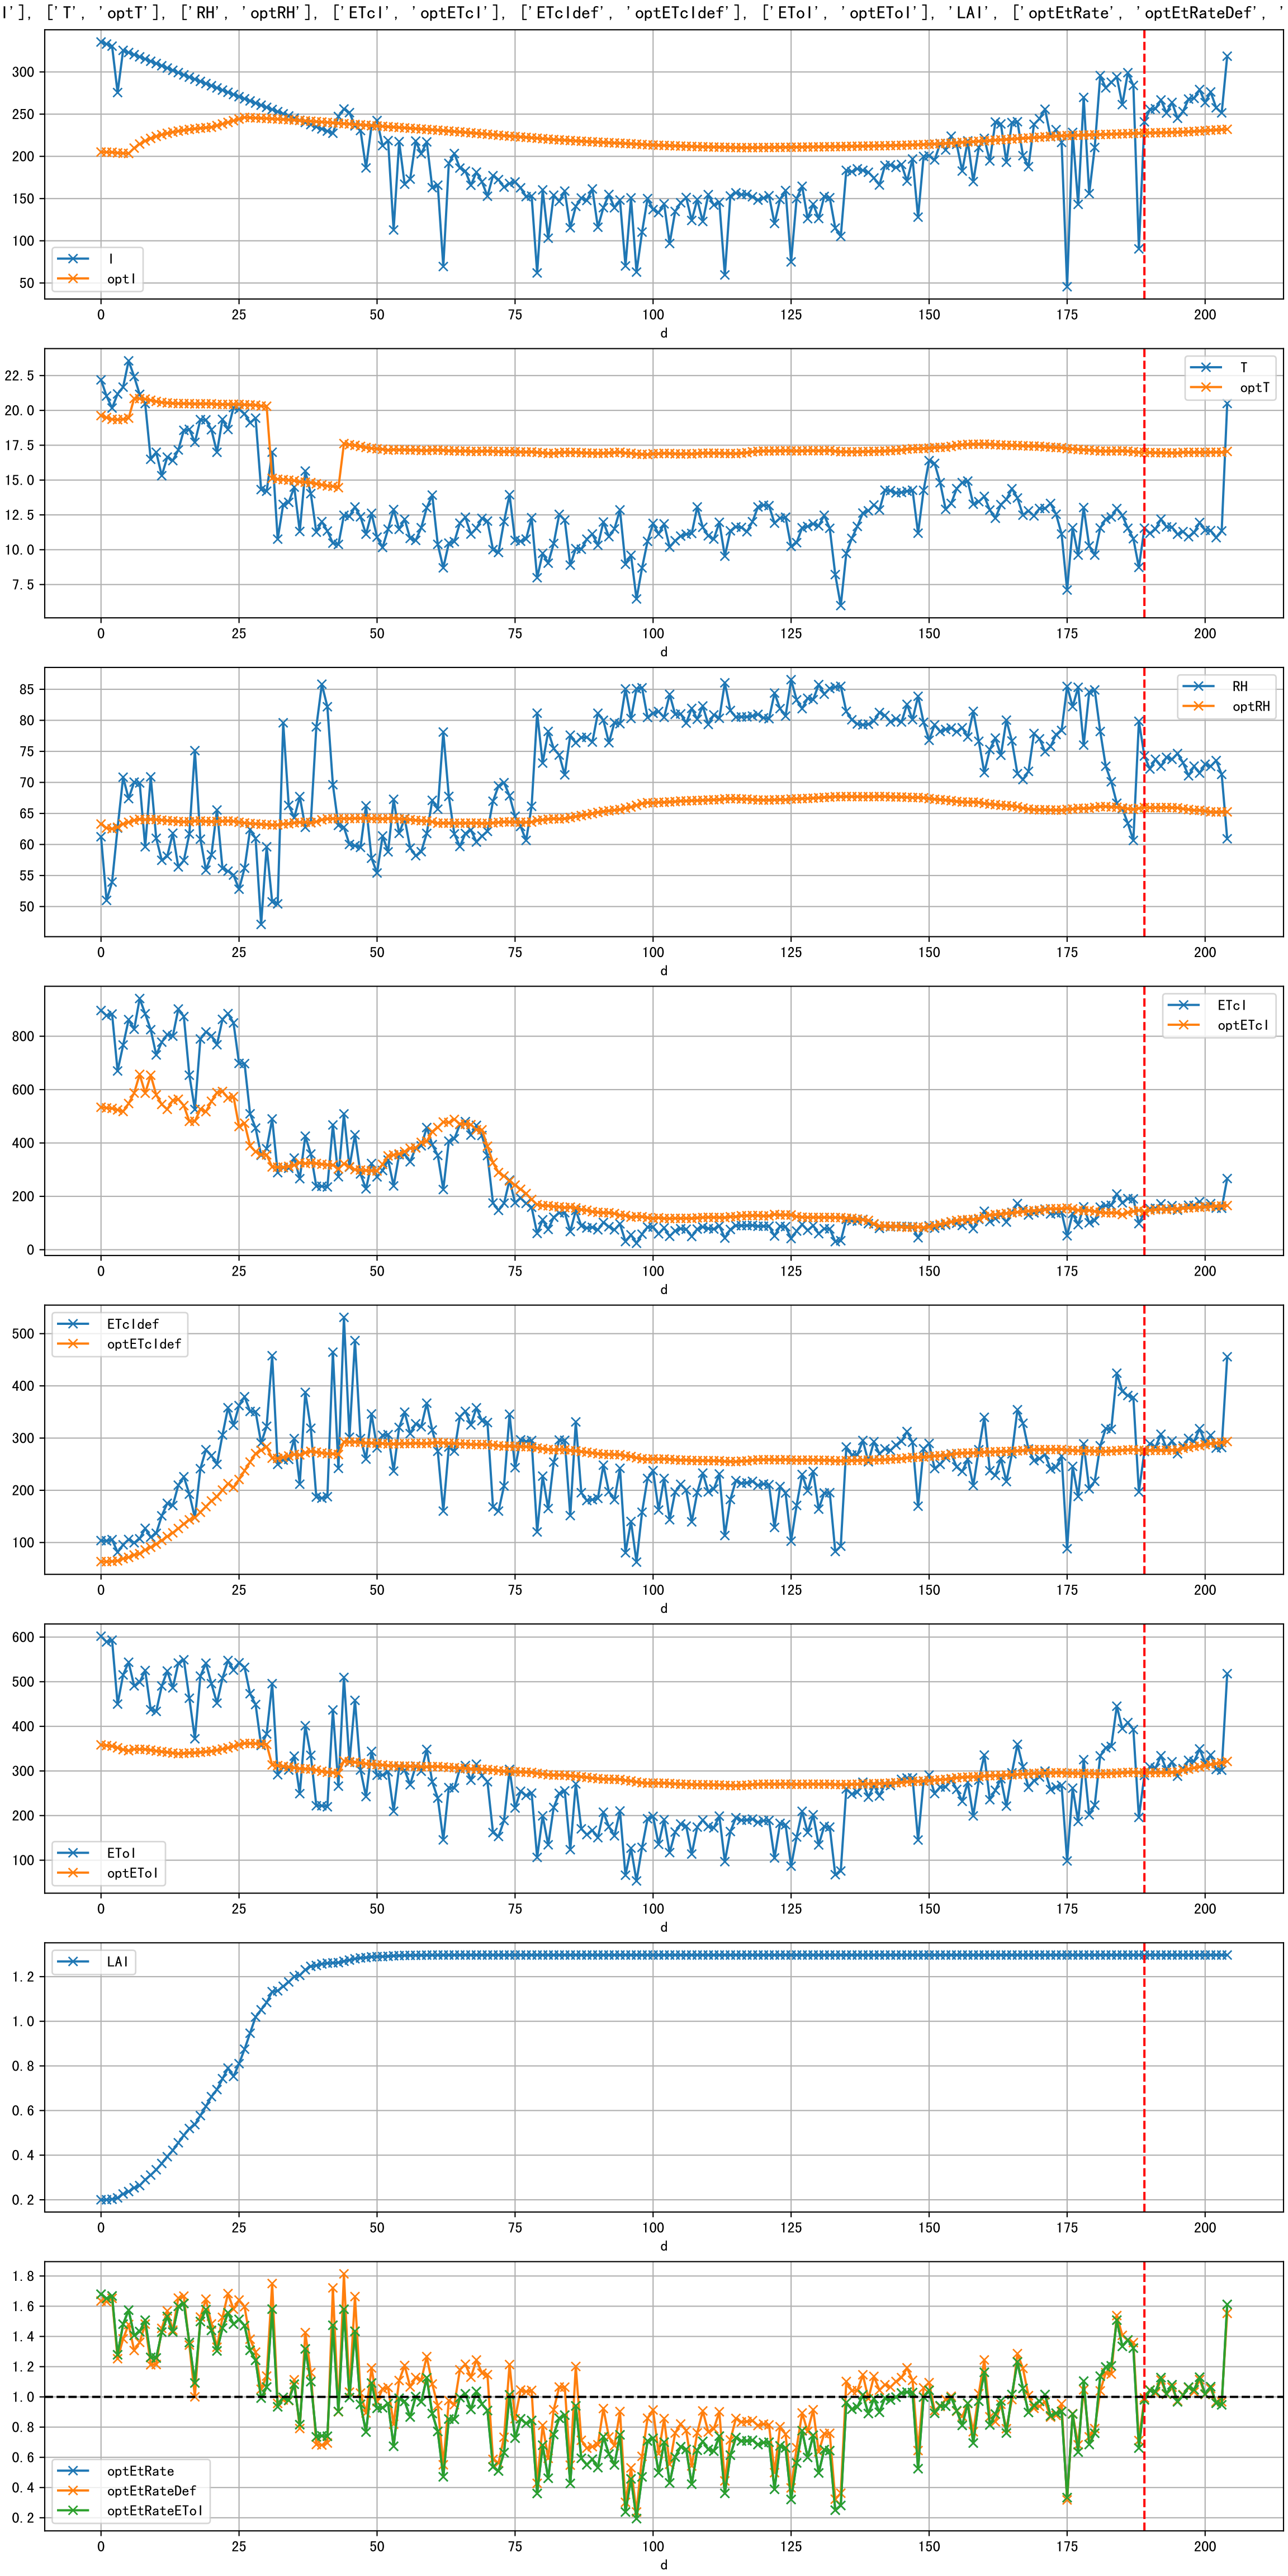 I'], ['T', 'optT'], ['RH', 'optRH'], ['ETcI', 'optETcI'], ['ETcIdef', 'optETcIdef'], ['EToI', 'optEToI'], 'LAI', ['optEtRate', 'optEtRateDef', '
300
250
200
150
100
50
I
optI
0 25 50 75 100 125 150 175 200
d
22.5
20.0
17.5
15.0
12.5
10.0
7.5
T
optT
0 25 50 75 100 125 150 175 200
d
85
80
75
70
65
60
55
50
RH
optRH
0 25 50 75 100 125 150 175 200
d
800
600
400
200
0
ETcI
optETcI
0 25 50 75 100 125 150 175 200
d
500
400
300
200
100
ETcIdef
optETcIdef
0 25 50 75 100 125 150 175 200
d
600
500
400
300
200
100
EToI
optEToI
0 25 50 75 100 125 150 175 200
d
1.2
1.0
0.8
0.6
0.4
0.2
LAI
0 25 50 75 100 125 150 175 200
d
1.8
1.6
1.4
1.2
1.0
0.8
0.6
0.4
0.2
optEtRate
optEtRateDef
optEtRateEToI
0 25 50 75 100 125 150 175 200
d